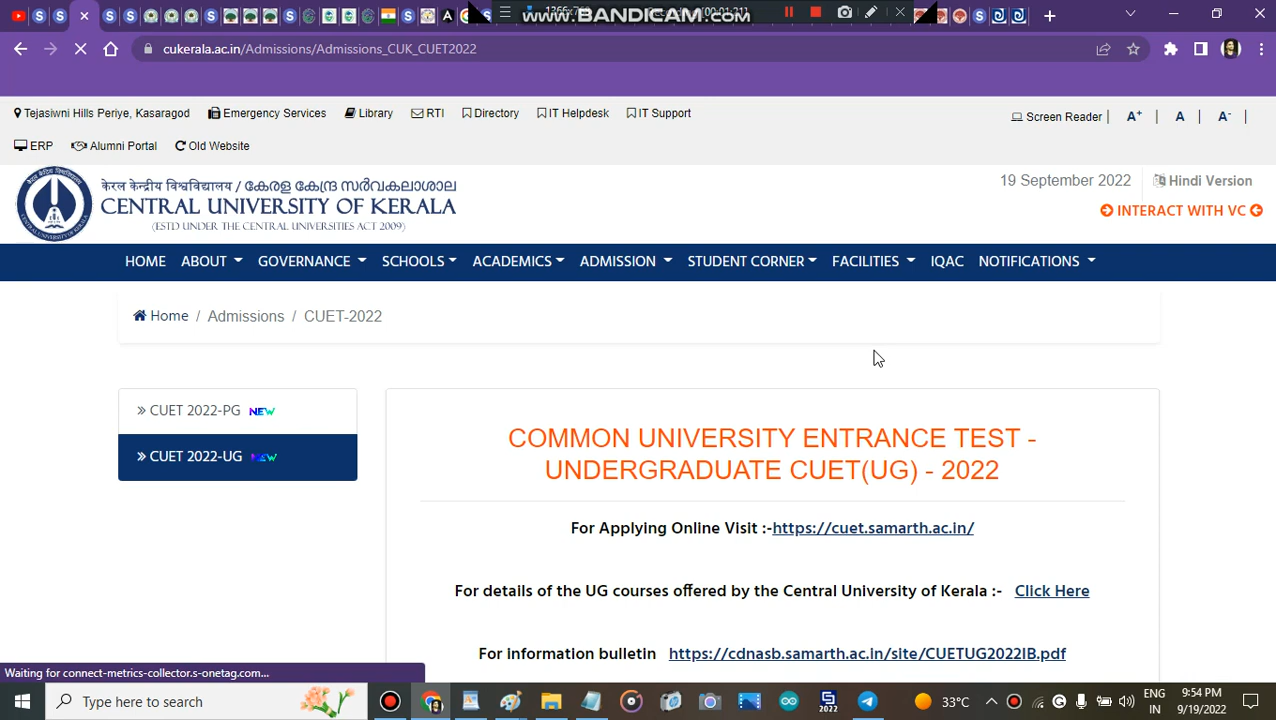 www.BANDICAM.com
cukerala.ac.in/Admissions/Admissions_CUK_CUET2022
Tejasiwni Hills Periye, Kasaragod Emergency Services Library RTI Directory IT Helpdesk IT Support
Screen Reader | A+ | A | A- |
ERP Alumni Portal Old Website
केरल केन्द्रीय विश्वविद्यालय / കേരള കേന്ദ്ര സർവകലാശാല
CENTRAL UNIVERSITY OF KERALA
(ESTD UNDER THE CENTRAL UNIVERSITIES ACT 2009)
19 September 2022 Hindi Version
INTERACT WITH VC
HOME ABOUT GOVERNANCE SCHOOLS ACADEMICS ADMISSION STUDENT CORNER FACILITIES IQAC NOTIFICATIONS
Home / Admissions / CUET-2022
» CUET 2022-PG NEW
» CUET 2022-UG NEW
COMMON UNIVERSITY ENTRANCE TEST -
UNDERGRADUATE CUET(UG) - 2022
For Applying Online Visit :-https://cuet.samarth.ac.in/
For details of the UG courses offered by the Central University of Kerala :- Click Here
For information bulletin https://cdnasb.samarth.ac.in/site/CUETUG2022IB.pdf
Waiting for connect-metrics-collector.s-onetag.com...
Type here to search
33°C
ENG
IN
9:54 PM
9/19/2022